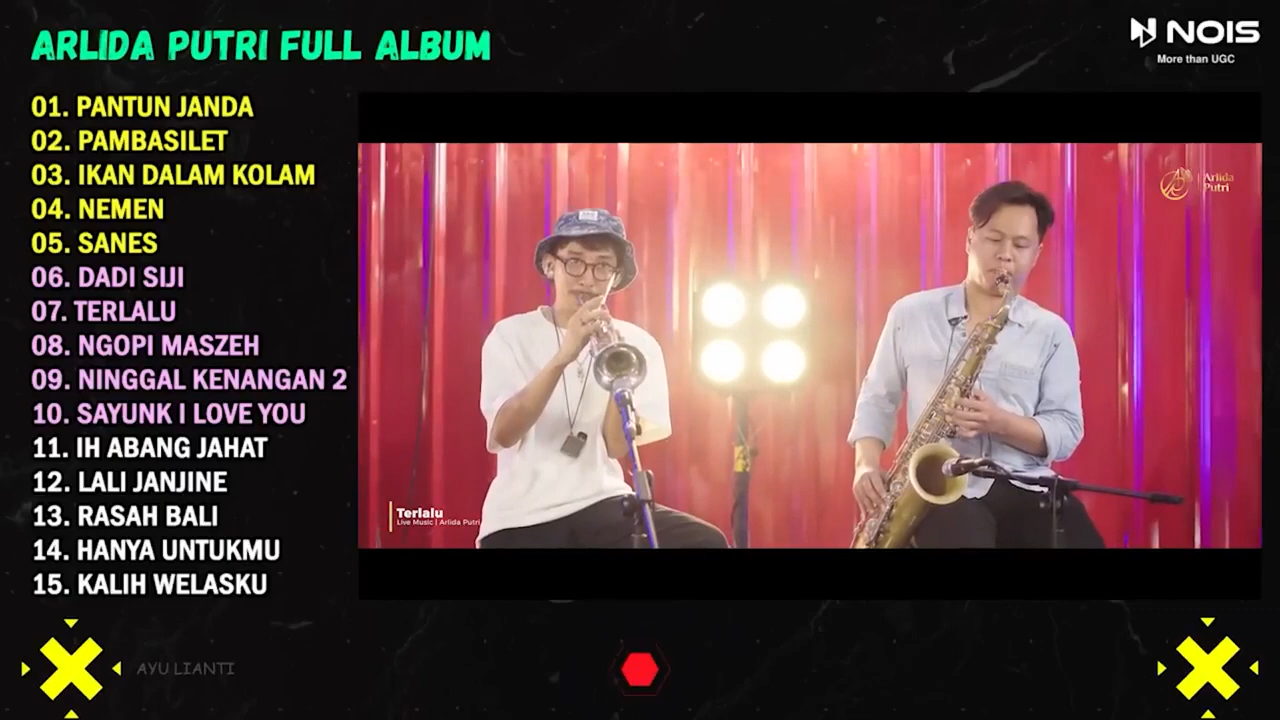 ARLIDA PUTRI FULL ALBUM
NOIS
More than UGC
01. PANTUN JANDA
02. PAMBASILET
03. IKAN DALAM KOLAM
04. NEMEN
05. SANES
06. DADI SIJI
07. TERLALU
08. NGOPI MASZEH
09. NINGGAL KENANGAN 2
10. SAYUNK I LOVE YOU
11. IH ABANG JAHAT
12. LALI JANJINE
13. RASAH BALI
14. HANYA UNTUKMU
15. KALIH WELASKU
Arlida
Putri
Terlalu
Live Music | Arlida Putri
AYU LIANTI